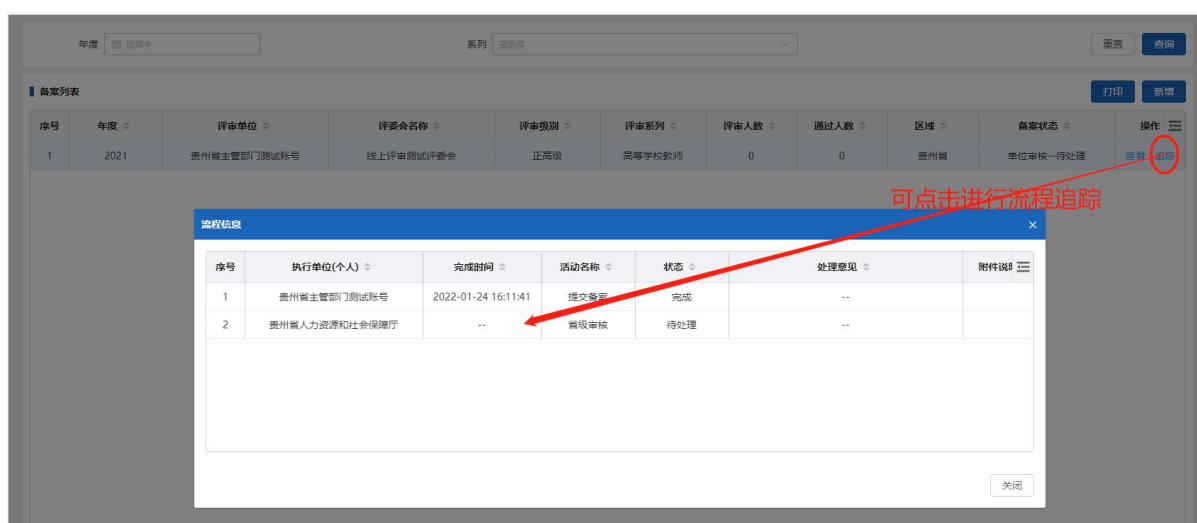 年度 选择年 系列 请选择 重置 查询
备案列表 打印 新增
序号 年度 评审单位 评委会名称 评审级别 评审系列 评审人数 通过人数 区域 备案状态 操作
1 2021 贵州省主管部门测试账号 线上评审测试评委会 正高级 高等学校教师 0 0 贵州省 单位审核--待处理 查看 追踪
可点击进行流程追踪
流程信息 ×
序号 执行单位(个人) 完成时间 活动名称 状态 处理意见 附件说明
1 贵州省主管部门测试账号 2022-01-24 16:11:41 提交备案 完成 --
2 贵州省人力资源和社会保障厅 -- 省级审核 待处理 --
关闭